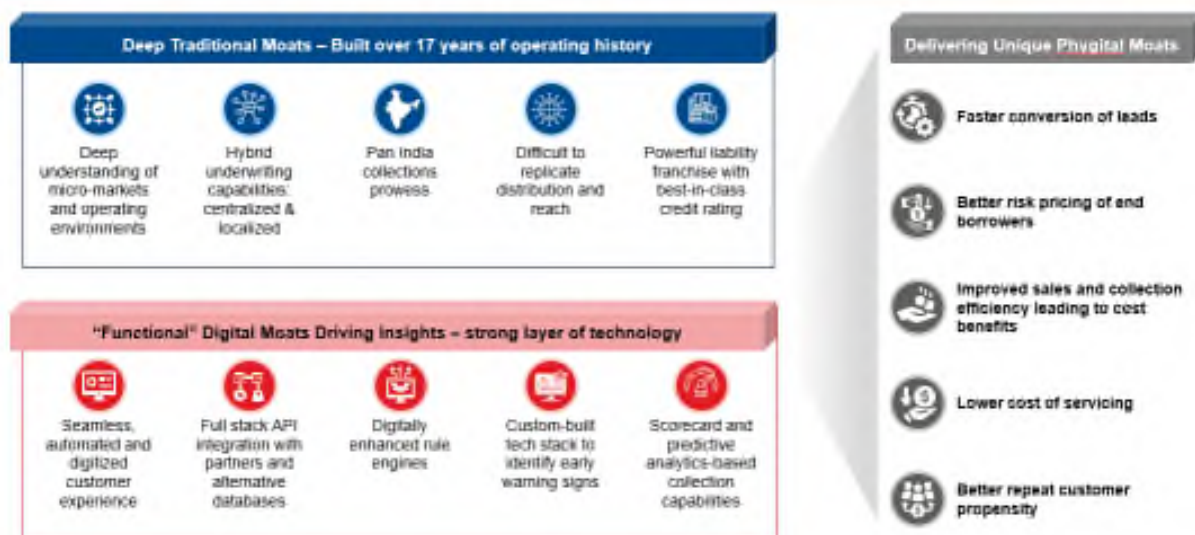 Deep Traditional Moats – Built over 17 years of operating history
Deep
understanding of
micro-markets
and operating
environments
Hybrid
underwriting
capabilities:
centralized &
localized
Pan India
collections
prowess
Difficult to
replicate
distribution and
reach
Powerful liability
franchise with
best-in-class
credit rating
"Functional" Digital Moats Driving Insights – strong layer of technology
Seamless,
automated and
digitized
customer
experience
Full stack API
integration with
partners and
alternative
databases
Digitally
enhanced rule
engines
Custom-built
tech stack to
identify early
warning signs
Scorecard and
predictive
analytics-based
collection
capabilities
Delivering Unique Phygital Moats
Faster conversion of leads
Better risk pricing of end
borrowers
Improved sales and collection
efficiency leading to cost
benefits
Lower cost of servicing
Better repeat customer
propensity